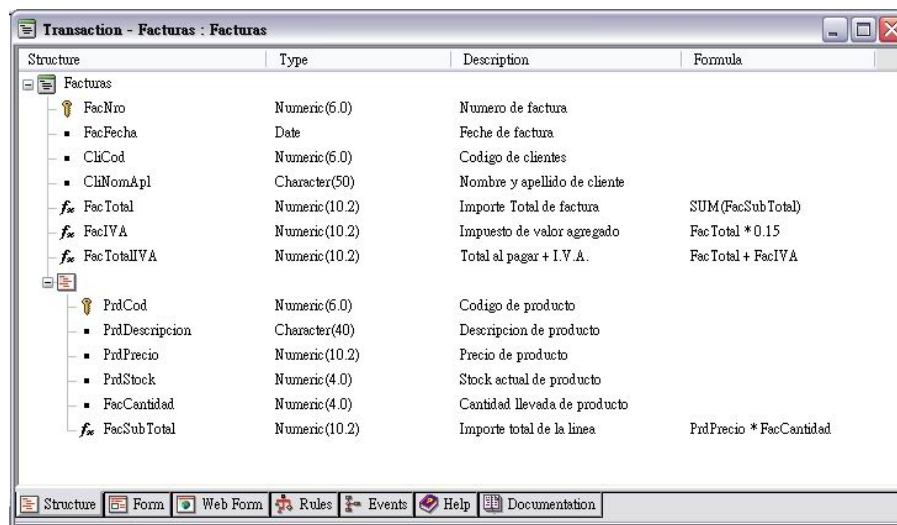 Transaction - Facturas : Facturas
Structure Type Description Formula
Facturas
FacNro Numeric(6.0) Numero de factura
FacFecha Date Feche de factura
CliCod Numeric(6.0) Codigo de clientes
CliNomApl Character(50) Nombre y apellido de cliente
FacTotal Numeric(10.2) Importe Total de factura SUM(FacSubTotal)
FacIVA Numeric(10.2) Impuesto de valor agregado FacTotal * 0.15
FacTotalIVA Numeric(10.2) Total al pagar + I.V.A. FacTotal + FacIVA
PrdCod Numeric(6.0) Codigo de producto
PrdDescripcion Character(40) Descripcion de producto
PrdPrecio Numeric(10.2) Precio de producto
PrdStock Numeric(4.0) Stock actual de producto
FacCantidad Numeric(4.0) Cantidad llevada de producto
FacSubTotal Numeric(10.2) Importe total de la linea PrdPrecio * FacCantidad
Structure Form Web Form Rules Events Help Documentation